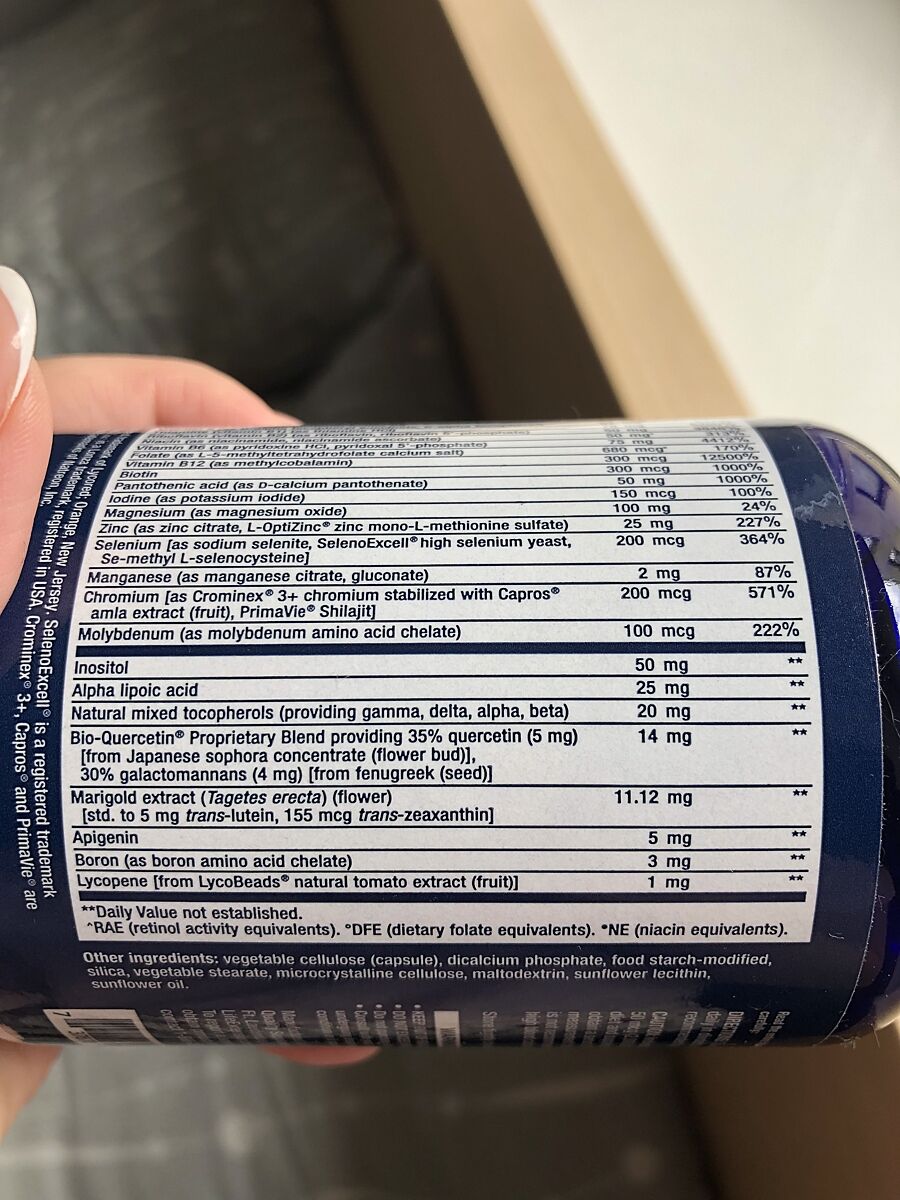 Vitamin B6 (as pyridoxine HCl, pyridoxal 5'-phosphate) 75 mg 4412%
Folate (as L-5-methyltetrahydrofolate calcium salt) 680 mcg° 170%
Vitamin B12 (as methylcobalamin) 300 mcg 12500%
Biotin 300 mcg 1000%
Pantothenic acid (as D-calcium pantothenate) 50 mg 1000%
Iodine (as potassium iodide) 150 mcg 100%
Magnesium (as magnesium oxide) 100 mg 24%
Zinc (as zinc citrate, L-OptiZinc® zinc mono-L-methionine sulfate) 25 mg 227%
Selenium [as sodium selenite, SelenoExcell® high selenium yeast, 200 mcg 364%
Se-methyl L-selenocysteine]
Manganese (as manganese citrate, gluconate) 2 mg 87%
Chromium [as Crominex® 3+ chromium stabilized with Capros® 200 mcg 571%
amla extract (fruit), PrimaVie® Shilajit]
Molybdenum (as molybdenum amino acid chelate) 100 mcg 222%
Inositol 50 mg **
Alpha lipoic acid 25 mg **
Natural mixed tocopherols (providing gamma, delta, alpha, beta) 20 mg **
Bio-Quercetin® Proprietary Blend providing 35% quercetin (5 mg) 14 mg **
[from Japanese sophora concentrate (flower bud)],
30% galactomannans (4 mg) [from fenugreek (seed)]
Marigold extract (Tagetes erecta) (flower) 11.12 mg **
[std. to 5 mg trans-lutein, 155 mcg trans-zeaxanthin]
Apigenin 5 mg **
Boron (as boron amino acid chelate) 3 mg **
Lycopene [from LycoBeads® natural tomato extract (fruit)] 1 mg **
**Daily Value not established.
^RAE (retinol activity equivalents). °DFE (dietary folate equivalents). •NE (niacin equivalents).
Other ingredients: vegetable cellulose (capsule), dicalcium phosphate, food starch-modified,
silica, vegetable stearate, microcrystalline cellulose, maltodextrin, sunflower lecithin,
sunflower oil.
of Lycored; Orange, New Jersey. SelenoExcell® is a registered trademark
trademark, registered in USA. Crominex® 3+, Capros® and PrimaVie® are
of Natreon, Inc.